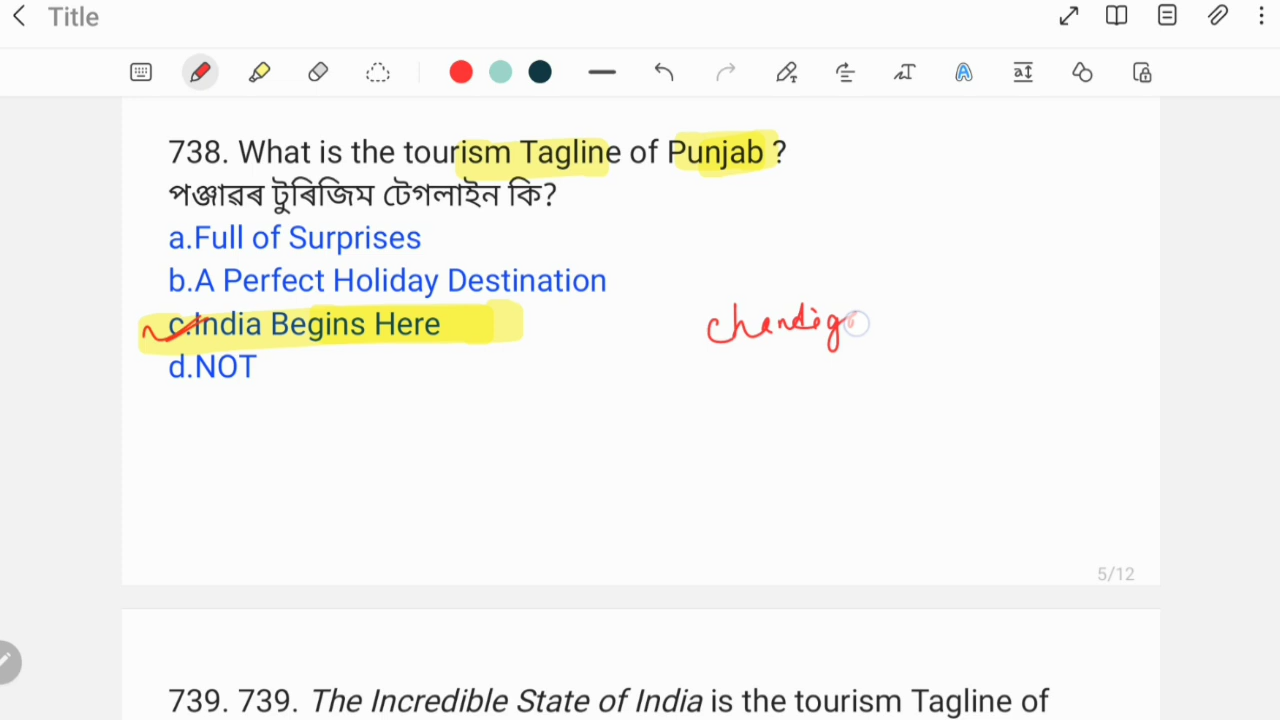 Title
738. What is the tourism Tagline of Punjab ?
পঞ্জাৱৰ টুৰিজিম টেগলাইন কি?
a.Full of Surprises
b.A Perfect Holiday Destination
c.India Begins Here
chandiga
d.NOT
5/12
739. 739. The Incredible State of India is the tourism Tagline of